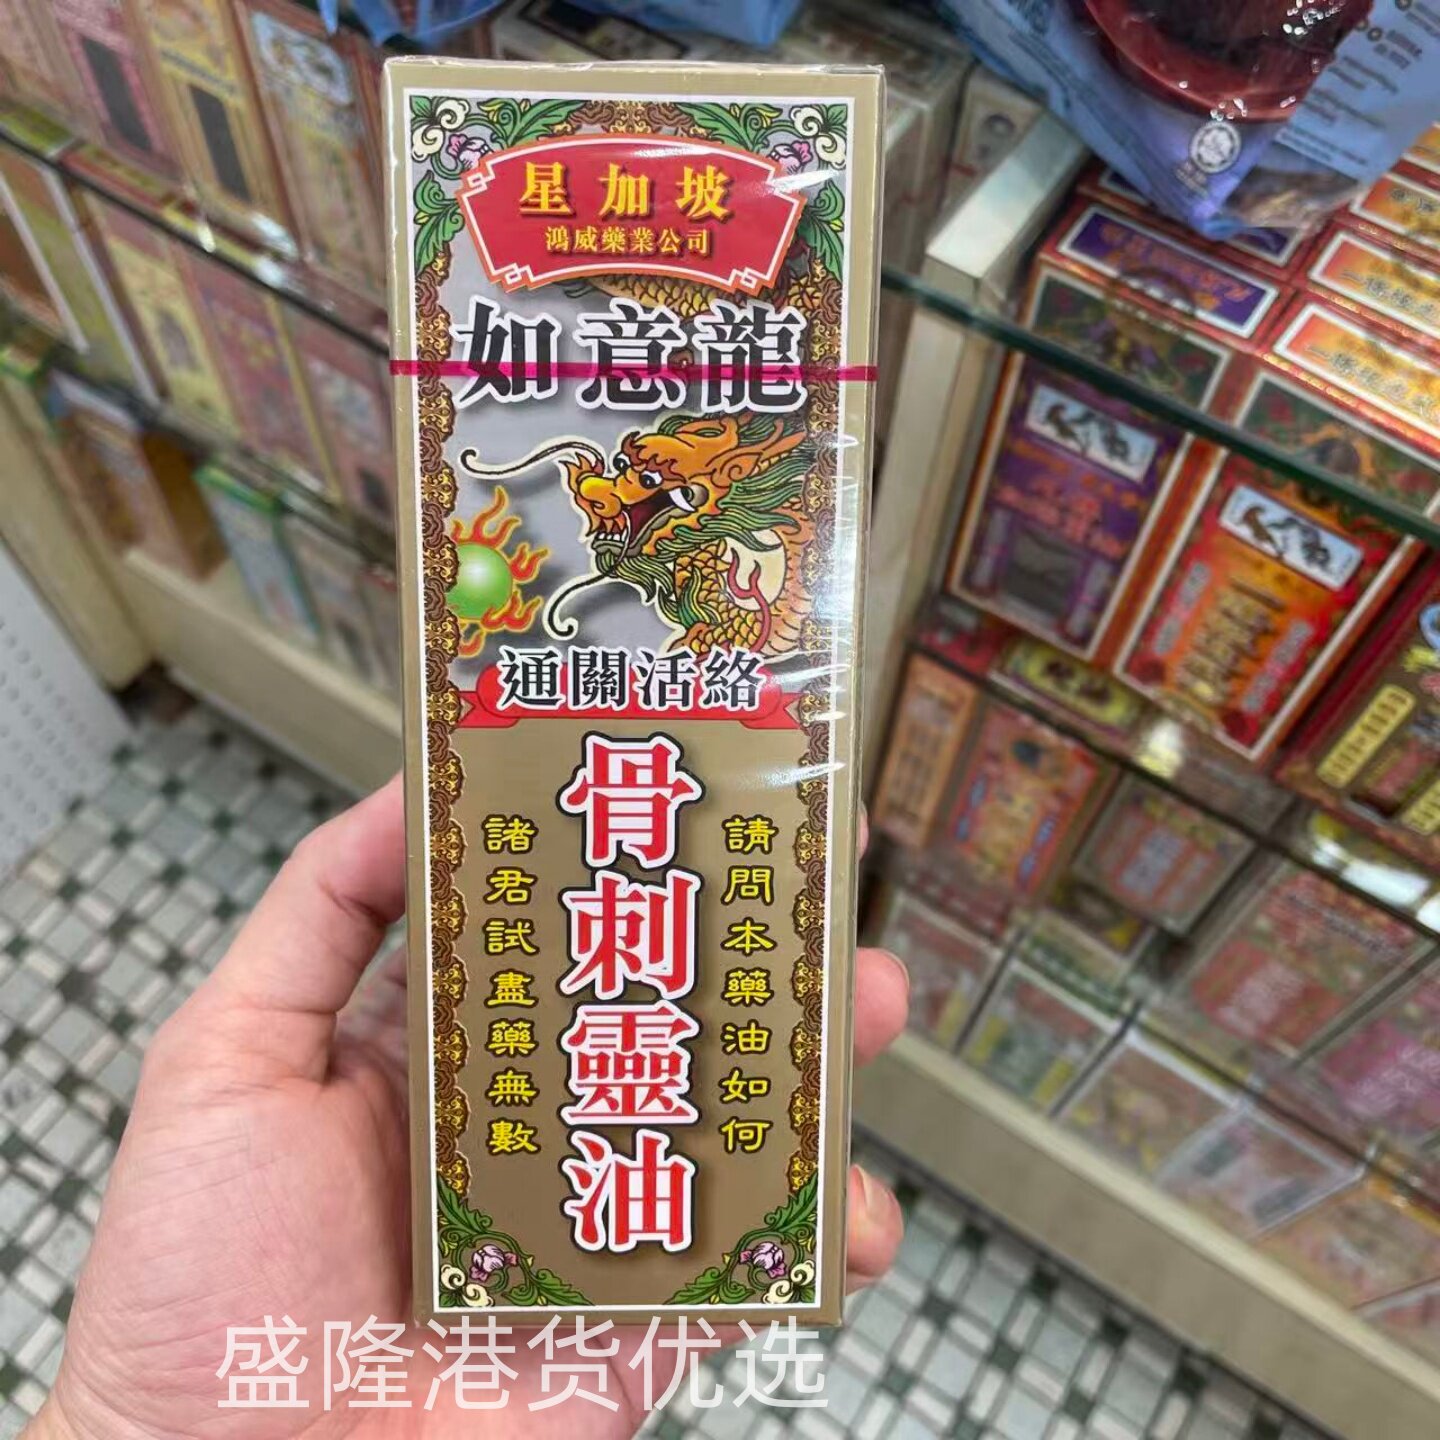 星加坡
鴻威藥業公司
如意龍
通關活絡
骨刺靈油
請問本藥油如何
諸君試盡藥無數
盛隆港货优选